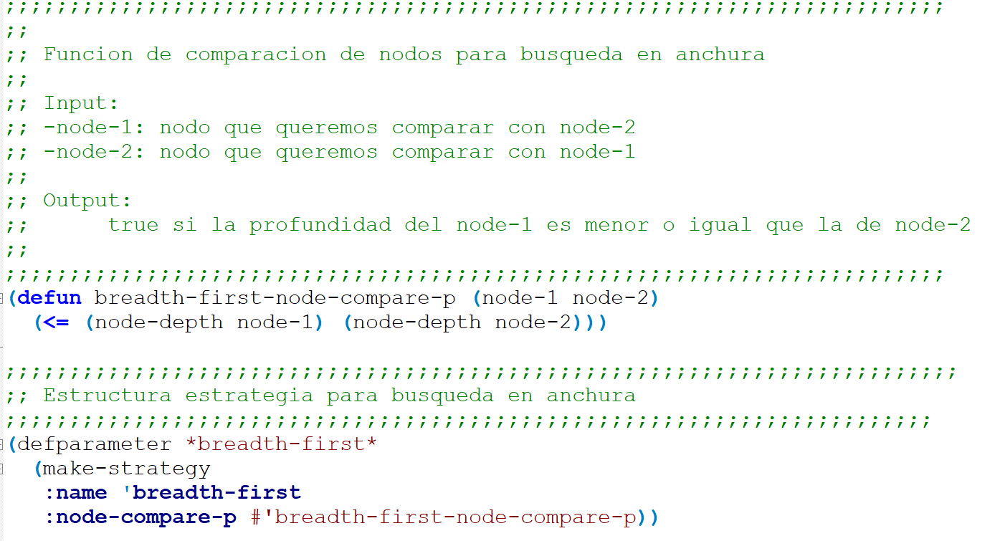 ;;;;;;;;;;;;;;;;;;;;;;;;;;;;;;;;;;;;;;;;;;;;;;;;;;;;;;;;;;;;;;;;;;;;;;;;;
;;
;; Funcion de comparacion de nodos para busqueda en anchura
;;
;; Input:
;; -node-1: nodo que queremos comparar con node-2
;; -node-2: nodo que queremos comparar con node-1
;;
;; Output:
;;      true si la profundidad del node-1 es menor o igual que la de node-2
;;
;;;;;;;;;;;;;;;;;;;;;;;;;;;;;;;;;;;;;;;;;;;;;;;;;;;;;;;;;;;;;;;;;;;;;;;;;
(defun breadth-first-node-compare-p (node-1 node-2)
  (<= (node-depth node-1) (node-depth node-2)))
;;;;;;;;;;;;;;;;;;;;;;;;;;;;;;;;;;;;;;;;;;;;;;;;;;;;;;;;;;;;;;;;;;;;;;;;;;
;; Estructura estrategia para busqueda en anchura
;;;;;;;;;;;;;;;;;;;;;;;;;;;;;;;;;;;;;;;;;;;;;;;;;;;;;;;;;;;;;;;;;;;;;;;;
(defparameter *breadth-first*
  (make-strategy
   :name 'breadth-first
   :node-compare-p #'breadth-first-node-compare-p))